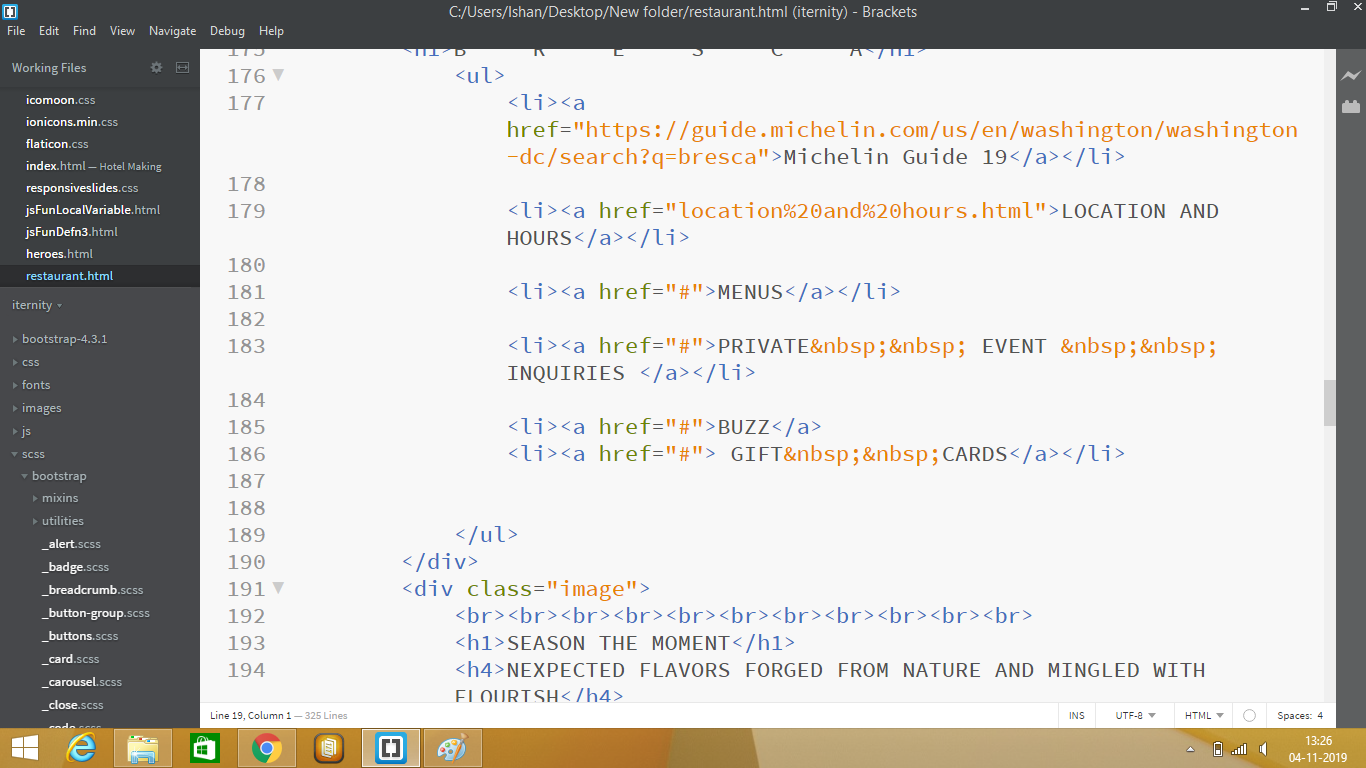 C:/Users/Ishan/Desktop/New folder/restaurant.html (iternity) - Brackets
File Edit Find View Navigate Debug Help
Working Files
icomoon.css
ionicons.min.css
flaticon.css
index.html — Hotel Making
responsiveslides.css
jsFunLocalVariable.html
jsFunDefn3.html
heroes.html
restaurant.html
iternity
bootstrap-4.3.1
css
fonts
images
js
scss
bootstrap
mixins
utilities
_alert.scss
_badge.scss
_breadcrumb.scss
_button-group.scss
_buttons.scss
_card.scss
_carousel.scss
_close.scss
_code.scss
175 <h1>B R E S C A</h1>
176 <ul>
177 <li><a
href="https://guide.michelin.com/us/en/washington/washington
-dc/search?q=bresca">Michelin Guide 19</a></li>
178
179 <li><a href="location%20and%20hours.html">LOCATION AND
HOURS</a></li>
180
181 <li><a href="#">MENUS</a></li>
182
183 <li><a href="#">PRIVATE&nbsp;&nbsp; EVENT &nbsp;&nbsp;
INQUIRIES </a></li>
184
185 <li><a href="#">BUZZ</a>
186 <li><a href="#"> GIFT&nbsp;&nbsp;CARDS</a></li>
187
188
189 </ul>
190 </div>
191 <div class="image">
192 <br><br><br><br><br><br><br><br><br><br><br>
193 <h1>SEASON THE MOMENT</h1>
194 <h4>NEXPECTED FLAVORS FORGED FROM NATURE AND MINGLED WITH
FLOURISH</h4>
Line 19, Column 1 — 325 Lines
INS UTF-8 HTML Spaces: 4
13:26
04-11-2019